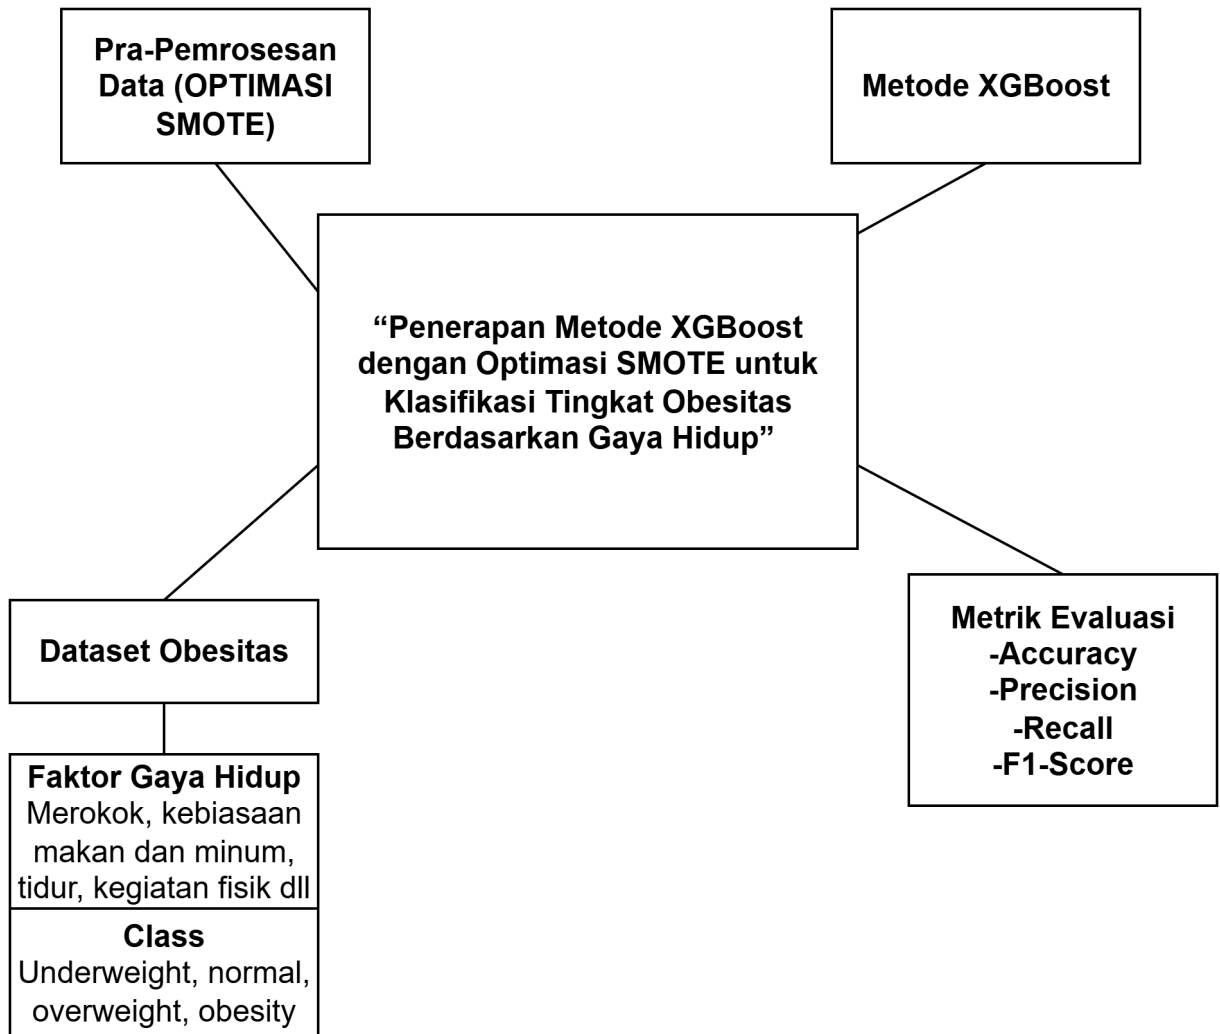 Pra-Pemrosesan
Data (OPTIMASI
SMOTE)
Metode XGBoost
“Penerapan Metode XGBoost
dengan Optimasi SMOTE untuk
Klasifikasi Tingkat Obesitas
Berdasarkan Gaya Hidup”
Dataset Obesitas
Faktor Gaya Hidup
Merokok, kebiasaan
makan dan minum,
tidur, kegiatan fisik dll
Class
Underweight, normal,
overweight, obesity
Metrik Evaluasi
-Accuracy
-Precision
-Recall
-F1-Score